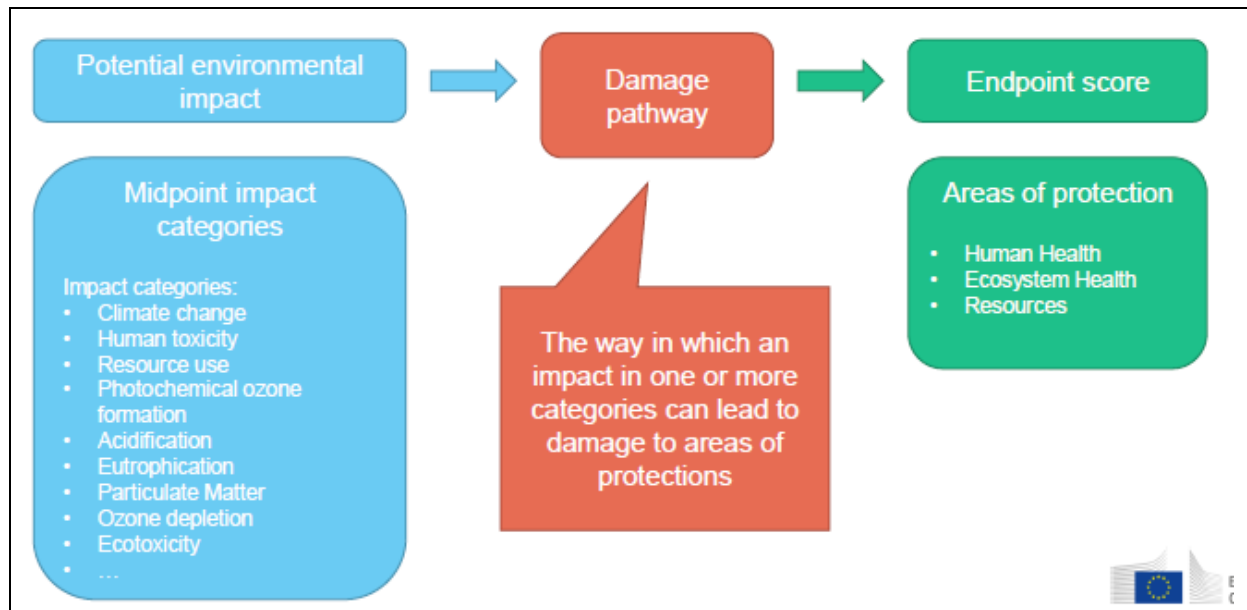 Potential environmental
impact
Damage
pathway
Endpoint score
Midpoint impact
categories
Impact categories:
• Climate change
• Human toxicity
• Resource use
• Photochemical ozone
formation
• Acidification
• Eutrophication
• Particulate Matter
• Ozone depletion
• Ecotoxicity
• ...
The way in which an
impact in one or more
categories can lead to
damage to areas of
protections
Areas of protection
• Human Health
• Ecosystem Health
• Resources